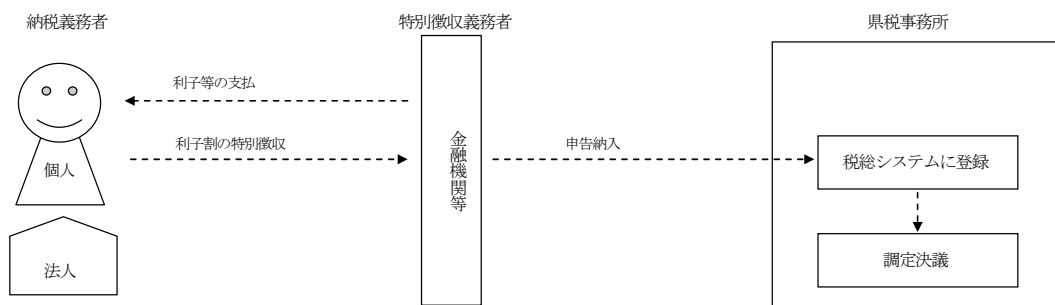 納税義務者
特別徴収義務者
県税事務所
利子等の支払
利子割の特別徴収
金融機関等
申告納入
税総システムに登録
個人
調定決議
法人